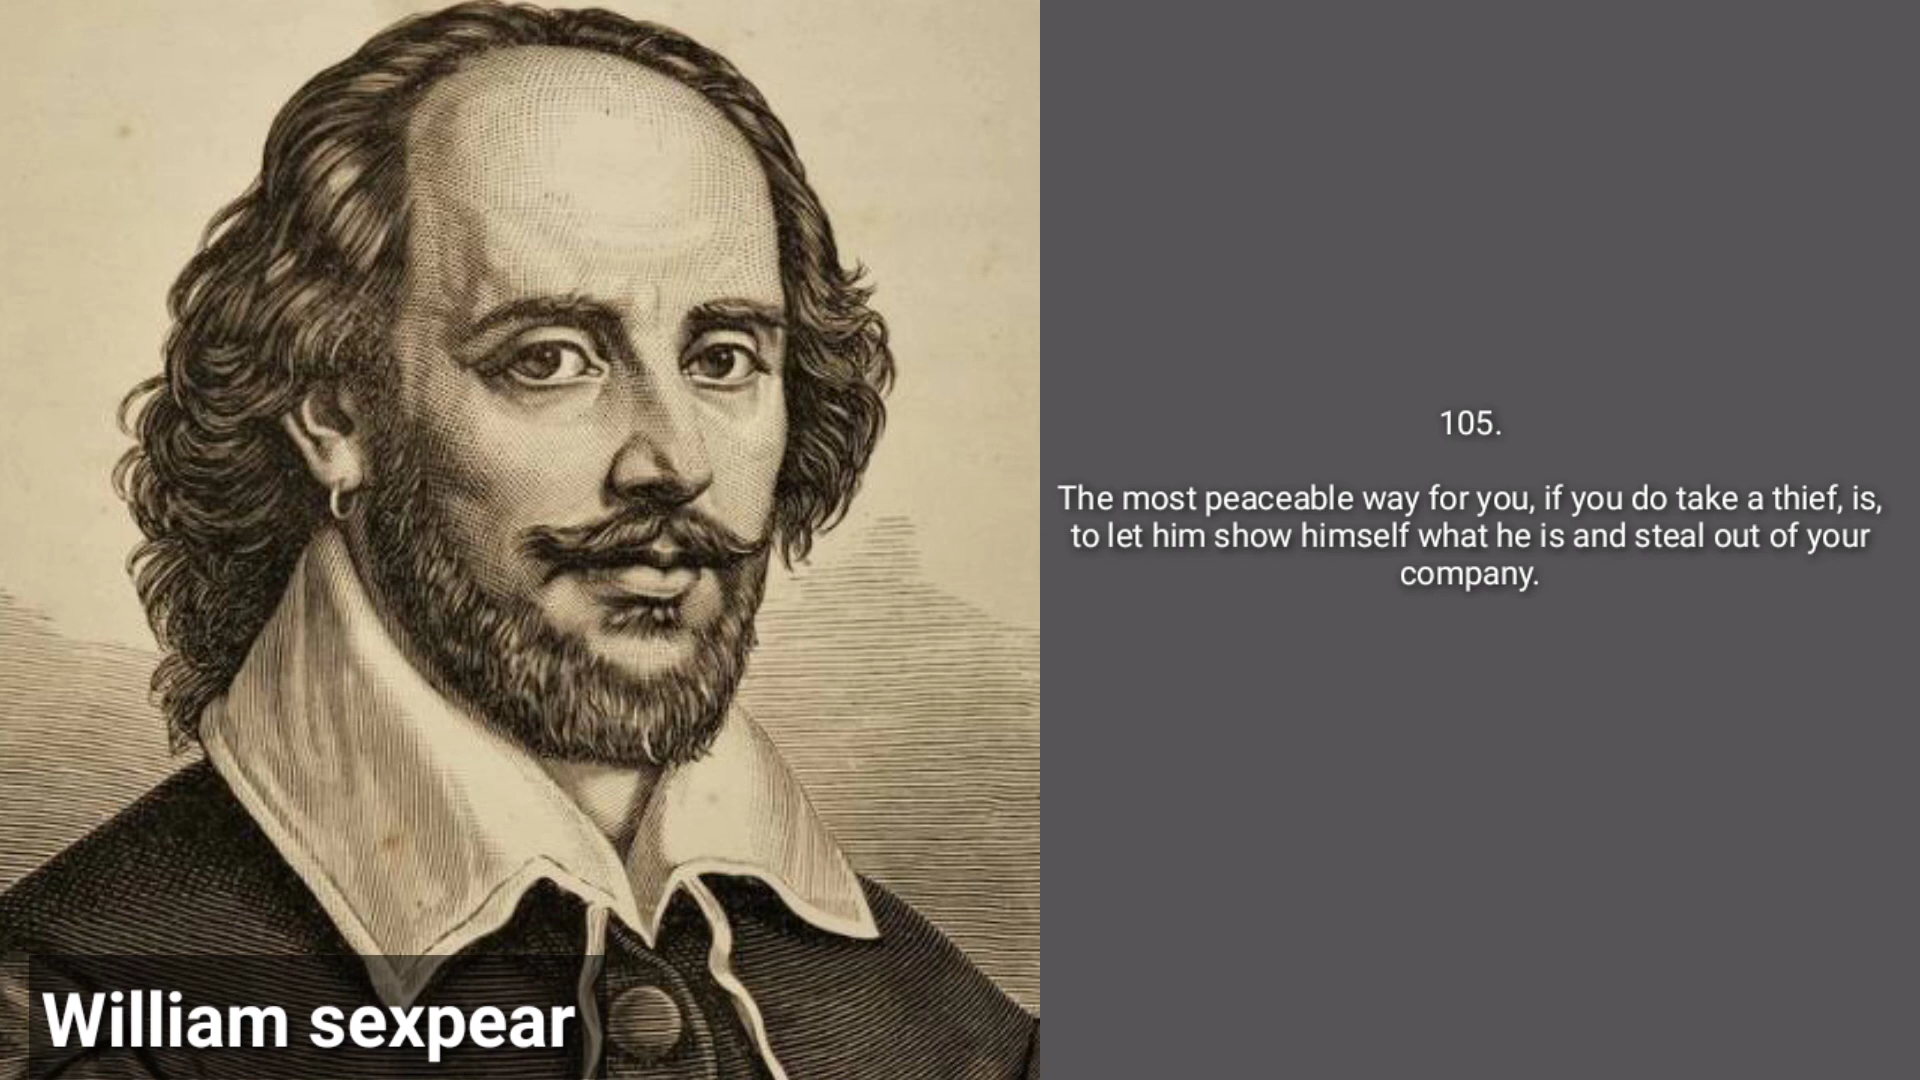 105.
The most peaceable way for you, if you do take a thief, is,
to let him show himself what he is and steal out of your
company.
William sexpear